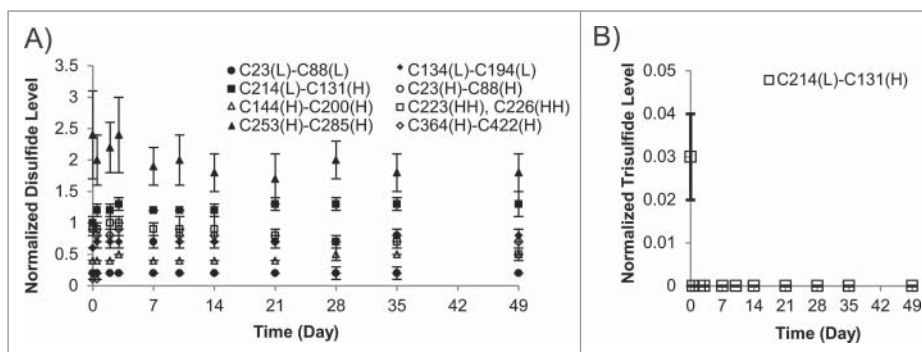 A)
C23(L)-C88(L)
C134(L)-C194(L)
C214(L)-C131(H)
C23(H)-C88(H)
C144(H)-C200(H)
C223(HH), C226(HH)
C253(H)-C285(H)
C364(H)-C422(H)
Normalized Disulfide Level
3.5
3
2.5
2
1.5
1
0.5
0
0 7 14 21 28 35 42 49
Time (Day)
B)
C214(L)-C131(H)
Normalized Trisulfide Level
0.05
0.04
0.03
0.02
0.01
0
0 7 14 21 28 35 42 49
Time (Day)